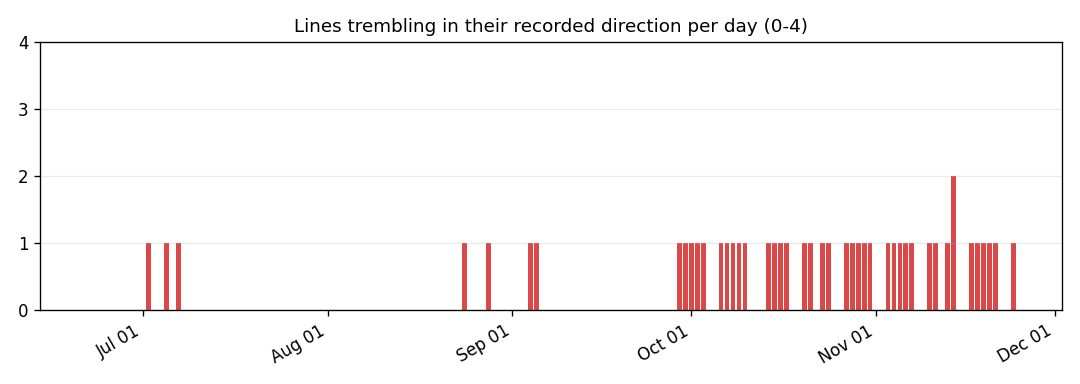 Lines trembling in their recorded direction per day (0-4)
4
3
2
1
0
Jul 01
Aug 01
Sep 01
Oct 01
Nov 01
Dec 01